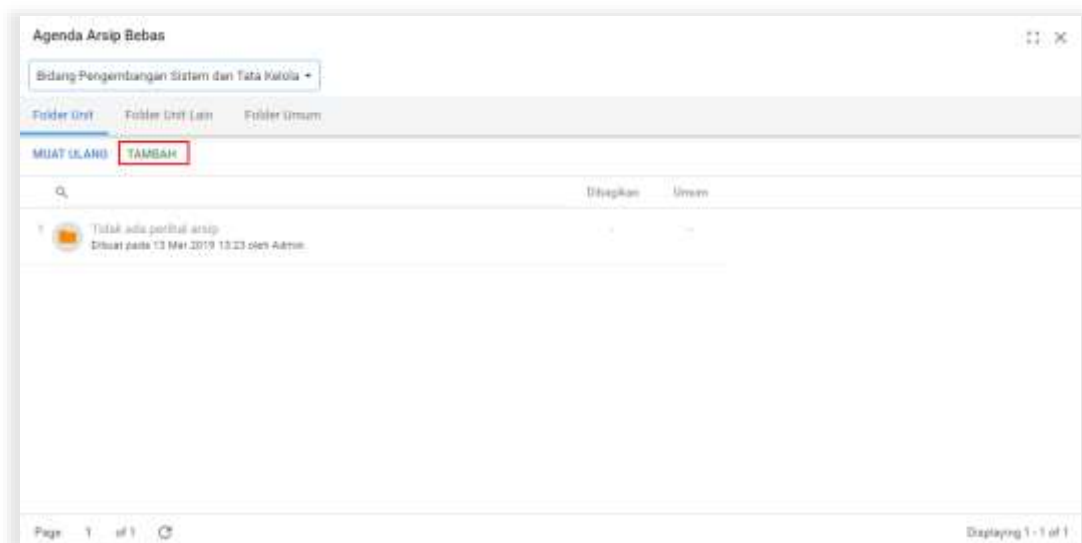 Agenda Arsip Bebas
Bidang Pengembangan Sistem dan Tata Kelola
Folder Unit Folder Unit Lain Folder Umum
MUAT ULANG TAMBAH
Dibagikan Umum
1 Tidak ada perihal arsip
Dibuat pada 13 Mar 2019 13:23 oleh Admin
Page 1 of 1 Displaying 1 - 1 of 1